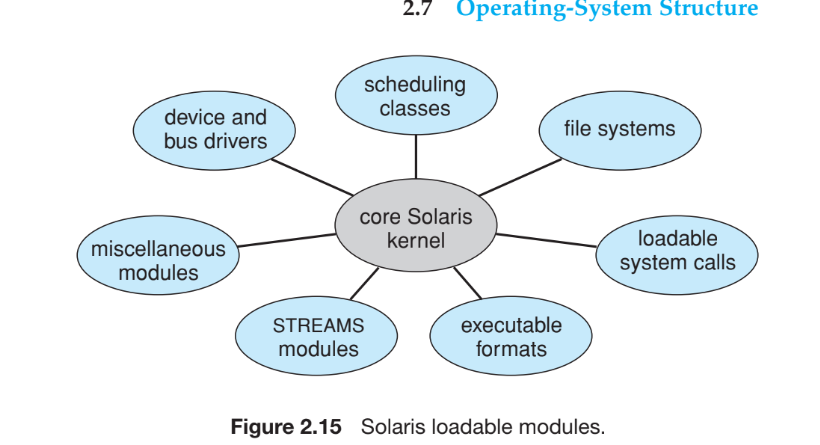 2.7 Operating-System Structure
scheduling
classes
device and
bus drivers
file systems
core Solaris
kernel
miscellaneous
modules
loadable
system calls
STREAMS
modules
executable
formats
Figure 2.15 Solaris loadable modules.